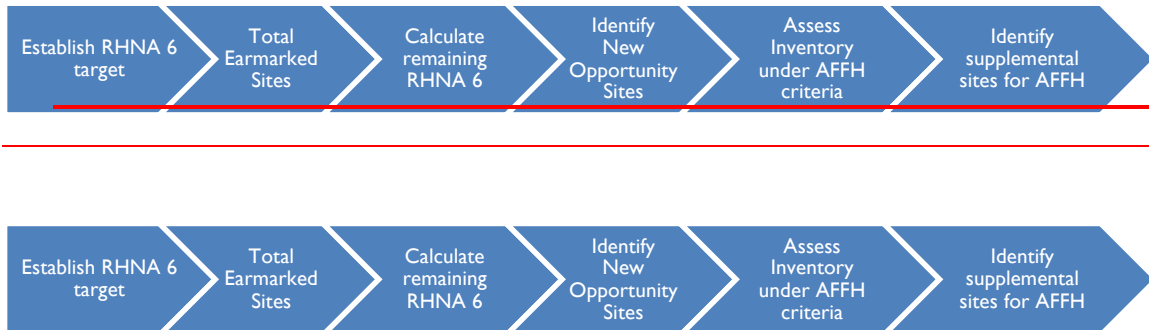 Establish RHNA 6
target
Total
Earmarked
Sites
Calculate
remaining
RHNA 6
Identify
New
Opportunity
Sites
Assess
Inventory
under AFFH
criteria
Identify
supplemental
sites for AFFH
Establish RHNA 6
target
Total
Earmarked
Sites
Calculate
remaining
RHNA 6
Identify
New
Opportunity
Sites
Assess
Inventory
under AFFH
criteria
Identify
supplemental
sites for AFFH